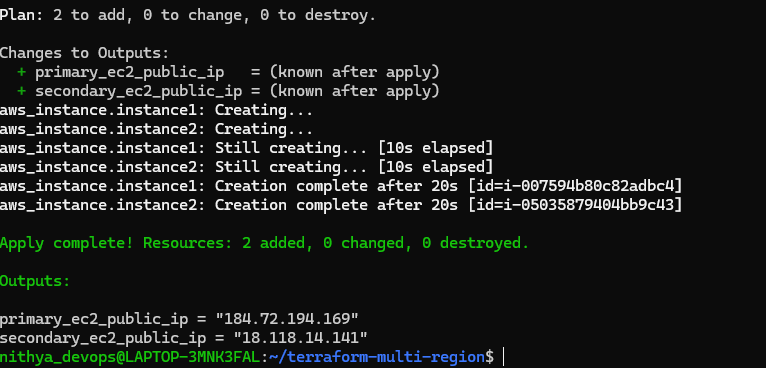 Plan: 2 to add, 0 to change, 0 to destroy.
Changes to Outputs:
+ primary_ec2_public_ip   = (known after apply)
+ secondary_ec2_public_ip = (known after apply)
aws_instance.instance1: Creating...
aws_instance.instance2: Creating...
aws_instance.instance1: Still creating... [10s elapsed]
aws_instance.instance2: Still creating... [10s elapsed]
aws_instance.instance1: Creation complete after 20s [id=i-007594b80c82adbc4]
aws_instance.instance2: Creation complete after 20s [id=i-05035879404bb9c43]
Apply complete! Resources: 2 added, 0 changed, 0 destroyed.
Outputs:
primary_ec2_public_ip = "184.72.194.169"
secondary_ec2_public_ip = "18.118.14.141"
nithya_devops@LAPTOP-3MNK3FAL:~/terraform-multi-region$